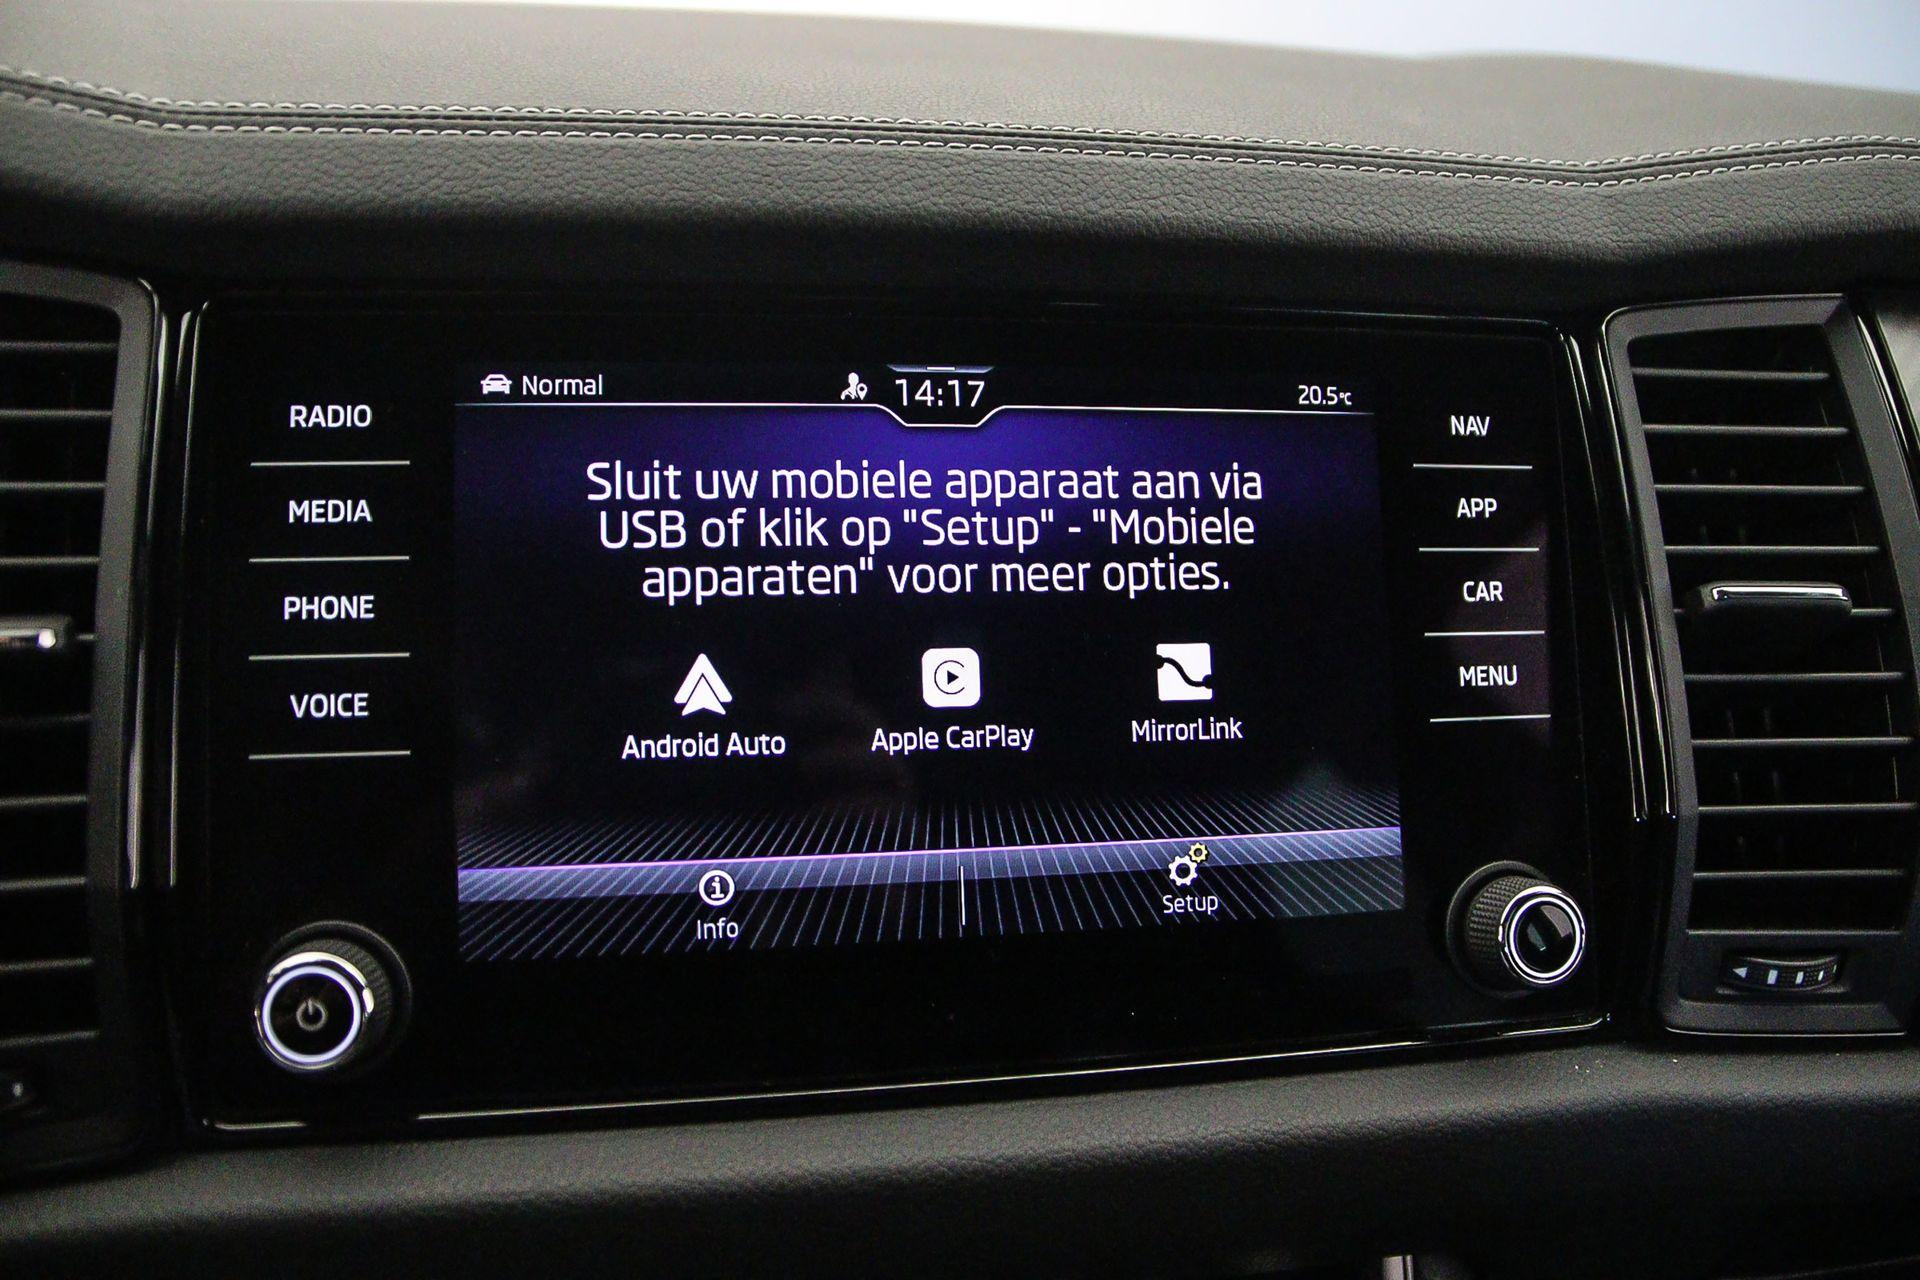 Normal
14:17
20.5°C
RADIO
MEDIA
PHONE
VOICE
Sluit uw mobiele apparaat aan via
USB of klik op "Setup" - "Mobiele
apparaten" voor meer opties.
Android Auto
Apple CarPlay
MirrorLink
Info
Setup
NAV
APP
CAR
MENU